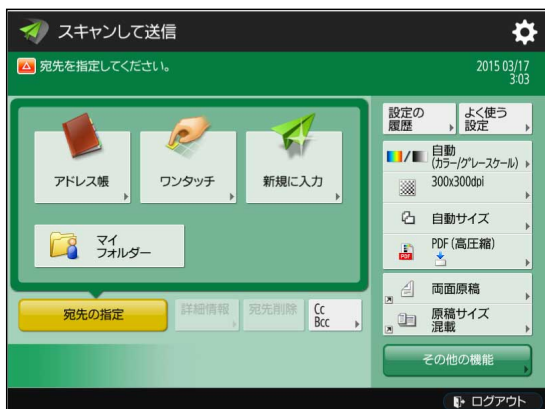 スキャンして送信
宛先を指定してください。
2015 03/17
3:03
アドレス帳
ワンタッチ
新規に入力
マイ
フォルダー
宛先の指定
詳細情報
宛先削除
Cc
Bcc
設定の
履歴
よく使う
設定
自動
(カラー/グレースケール)
300x300dpi
自動サイズ
PDF
PDF (高圧縮)
両面原稿
原稿サイズ
混載
その他の機能
ログアウト